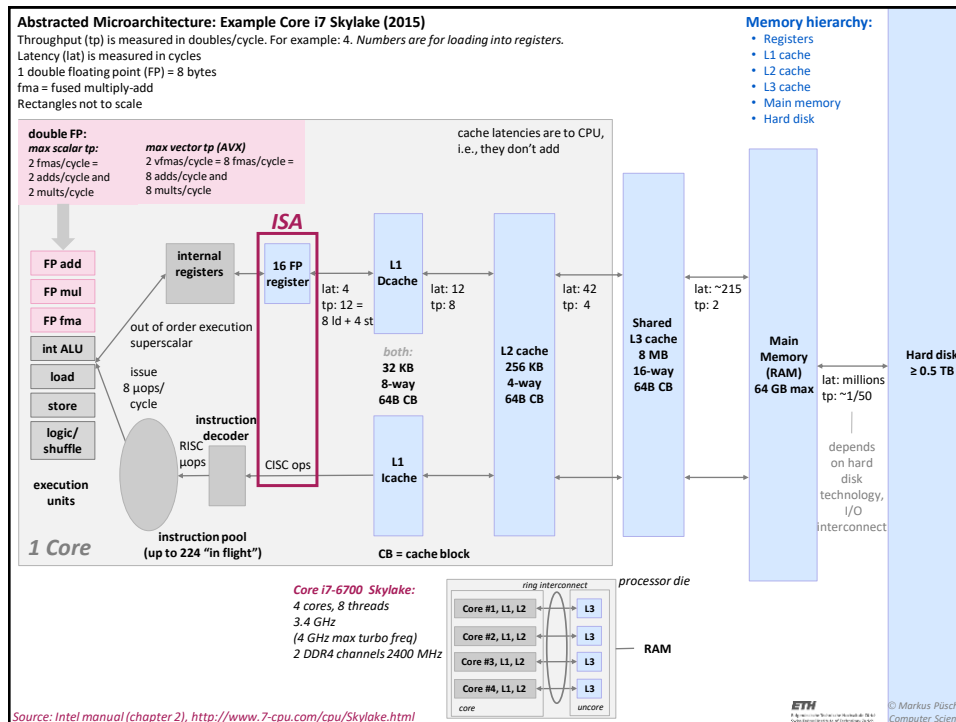 Abstracted Microarchitecture: Example Core i7 Skylake (2015)
Throughput (tp) is measured in doubles/cycle. For example: 4. Numbers are for loading into registers.
Latency (lat) is measured in cycles
1 double floating point (FP) = 8 bytes
fma = fused multiply-add
Rectangles not to scale
Memory hierarchy:
• Registers
• L1 cache
• L2 cache
• L3 cache
• Main memory
• Hard disk
double FP:
max scalar tp:
2 fmas/cycle =
2 adds/cycle and
2 mults/cycle
max vector tp (AVX)
2 vfmas/cycle = 8 fmas/cycle =
8 adds/cycle and
8 mults/cycle
cache latencies are to CPU,
i.e., they don't add
ISA
FP add
FP mul
FP fma
int ALU
load
store
logic/
shuffle
execution
units
internal
registers
16 FP
register
out of order execution
superscalar
issue
8 μops/
cycle
RISC
μops
instruction
decoder
CISC ops
instruction pool
(up to 224 "in flight")
1 Core
lat: 4
tp: 12 =
8 ld + 4 st
L1
Dcache
both:
32 KB
8-way
64B CB
L1
Icache
CB = cache block
lat: 12
tp: 8
L2 cache
256 KB
4-way
64B CB
lat: 42
tp: 4
Shared
L3 cache
8 MB
16-way
64B CB
lat: ~215
tp: 2
Main
Memory
(RAM)
64 GB max
lat: millions
tp: ~1/50
depends
on hard
disk
technology,
I/O
interconnect
Hard disk
≥ 0.5 TB
Core i7-6700 Skylake:
4 cores, 8 threads
3.4 GHz
(4 GHz max turbo freq)
2 DDR4 channels 2400 MHz
ring interconnect
processor die
Core #1, L1, L2
L3
Core #2, L1, L2
L3
Core #3, L1, L2
L3
Core #4, L1, L2
L3
core
uncore
RAM
Source: Intel manual (chapter 2), http://www.7-cpu.com/cpu/Skylake.html
ETH
© Markus Püsch
Computer Scien